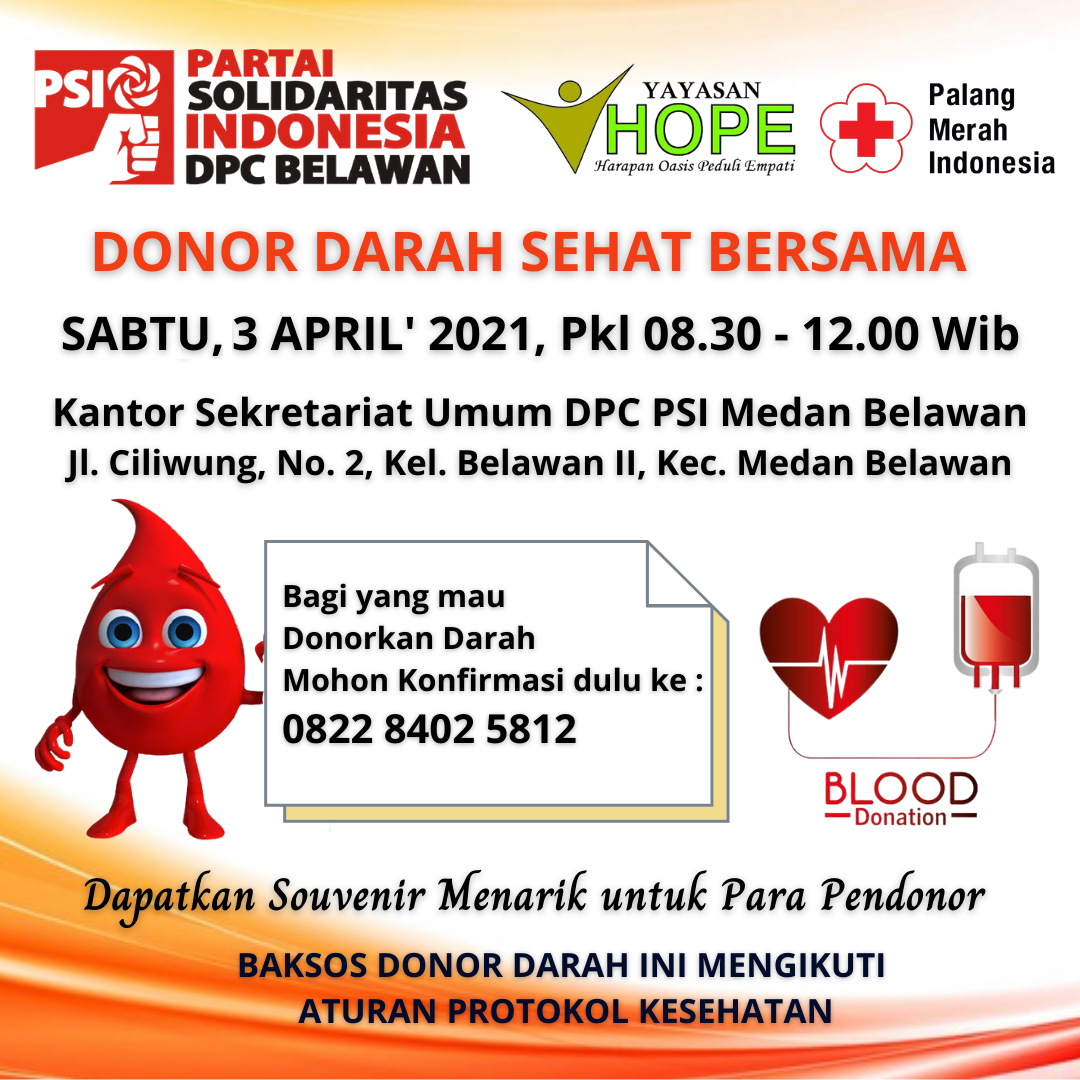 PSI
PARTAI
SOLIDARITAS
INDONESIA
DPC BELAWAN
YAYASAN
HOPE
Harapan Oasis Peduli Empati
Palang
Merah
Indonesia
DONOR DARAH SEHAT BERSAMA
SABTU, 3 APRIL' 2021, Pkl 08.30 - 12.00 Wib
Kantor Sekretariat Umum DPC PSI Medan Belawan
Jl. Ciliwung, No. 2, Kel. Belawan II, Kec. Medan Belawan
Bagi yang mau
Donorkan Darah
Mohon Konfirmasi dulu ke :
0822 8402 5812
BLOOD
Donation
Dapatkan Souvenir Menarik untuk Para Pendonor
BAKSOS DONOR DARAH INI MENGIKUTI
ATURAN PROTOKOL KESEHATAN